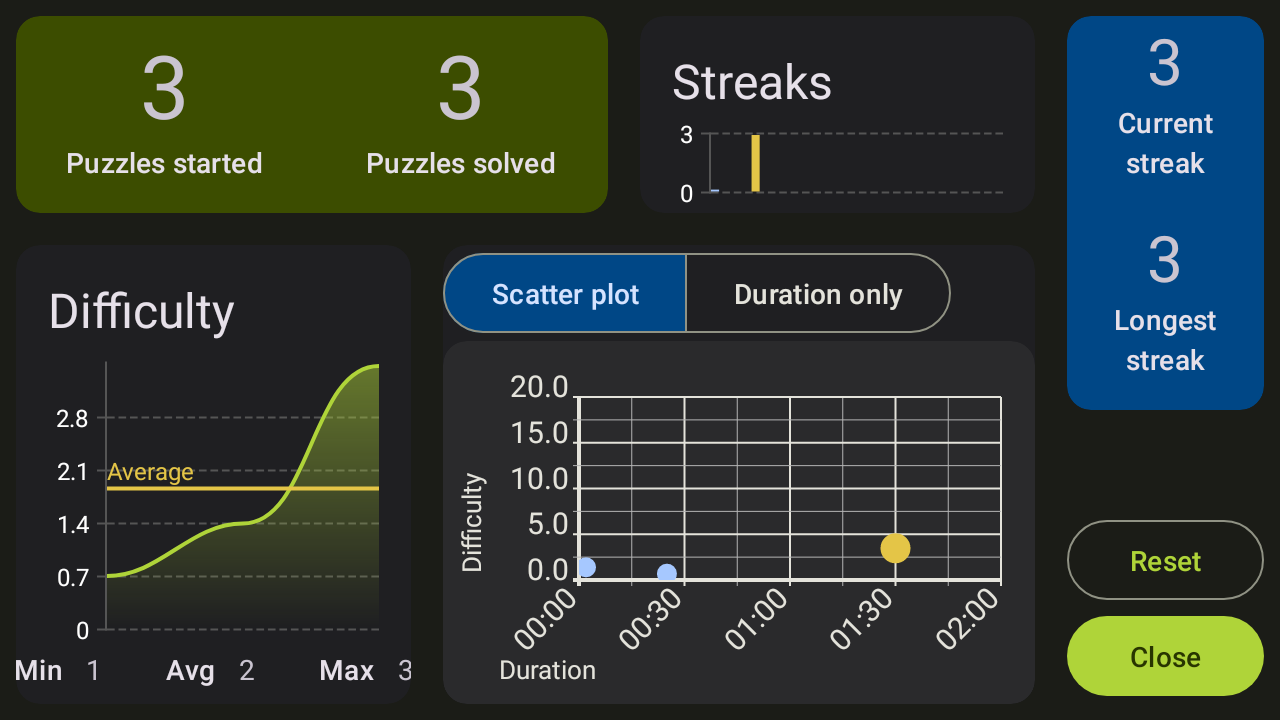 3
Puzzles started
3
Puzzles solved
Streaks
3
0
3
Current
streak
3
Longest
streak
Difficulty
2.8
2.1
1.4
0.7
0
Average
Min 1 Avg 2 Max 3
Scatter plot
Duration only
20.0
15.0
10.0
5.0
0.0
Difficulty
00:00 00:30 01:00 01:30 02:00
Duration
Reset
Close